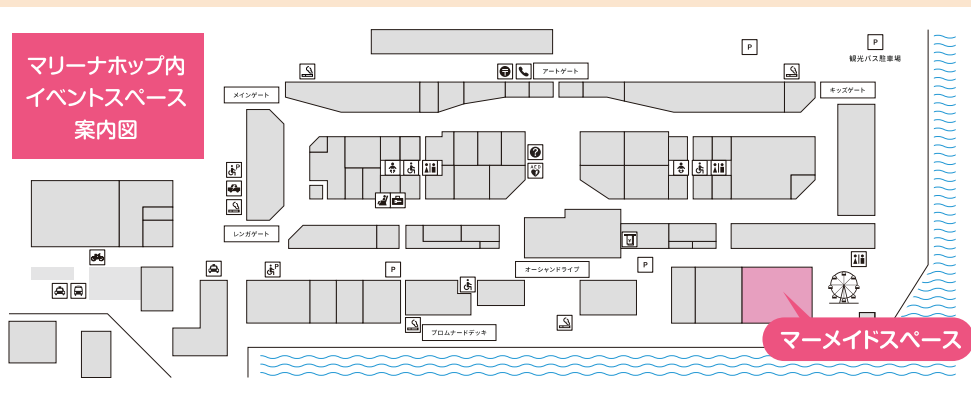 マリーナホップ内
イベントスペース
案内図
P
P
観光バス駐車場
アートゲート
メインゲート
キッズゲート
P
?
AED
レンガゲート
P
P
オーシャンドライブ
P
プロムナードデッキ
マーメイドスペース